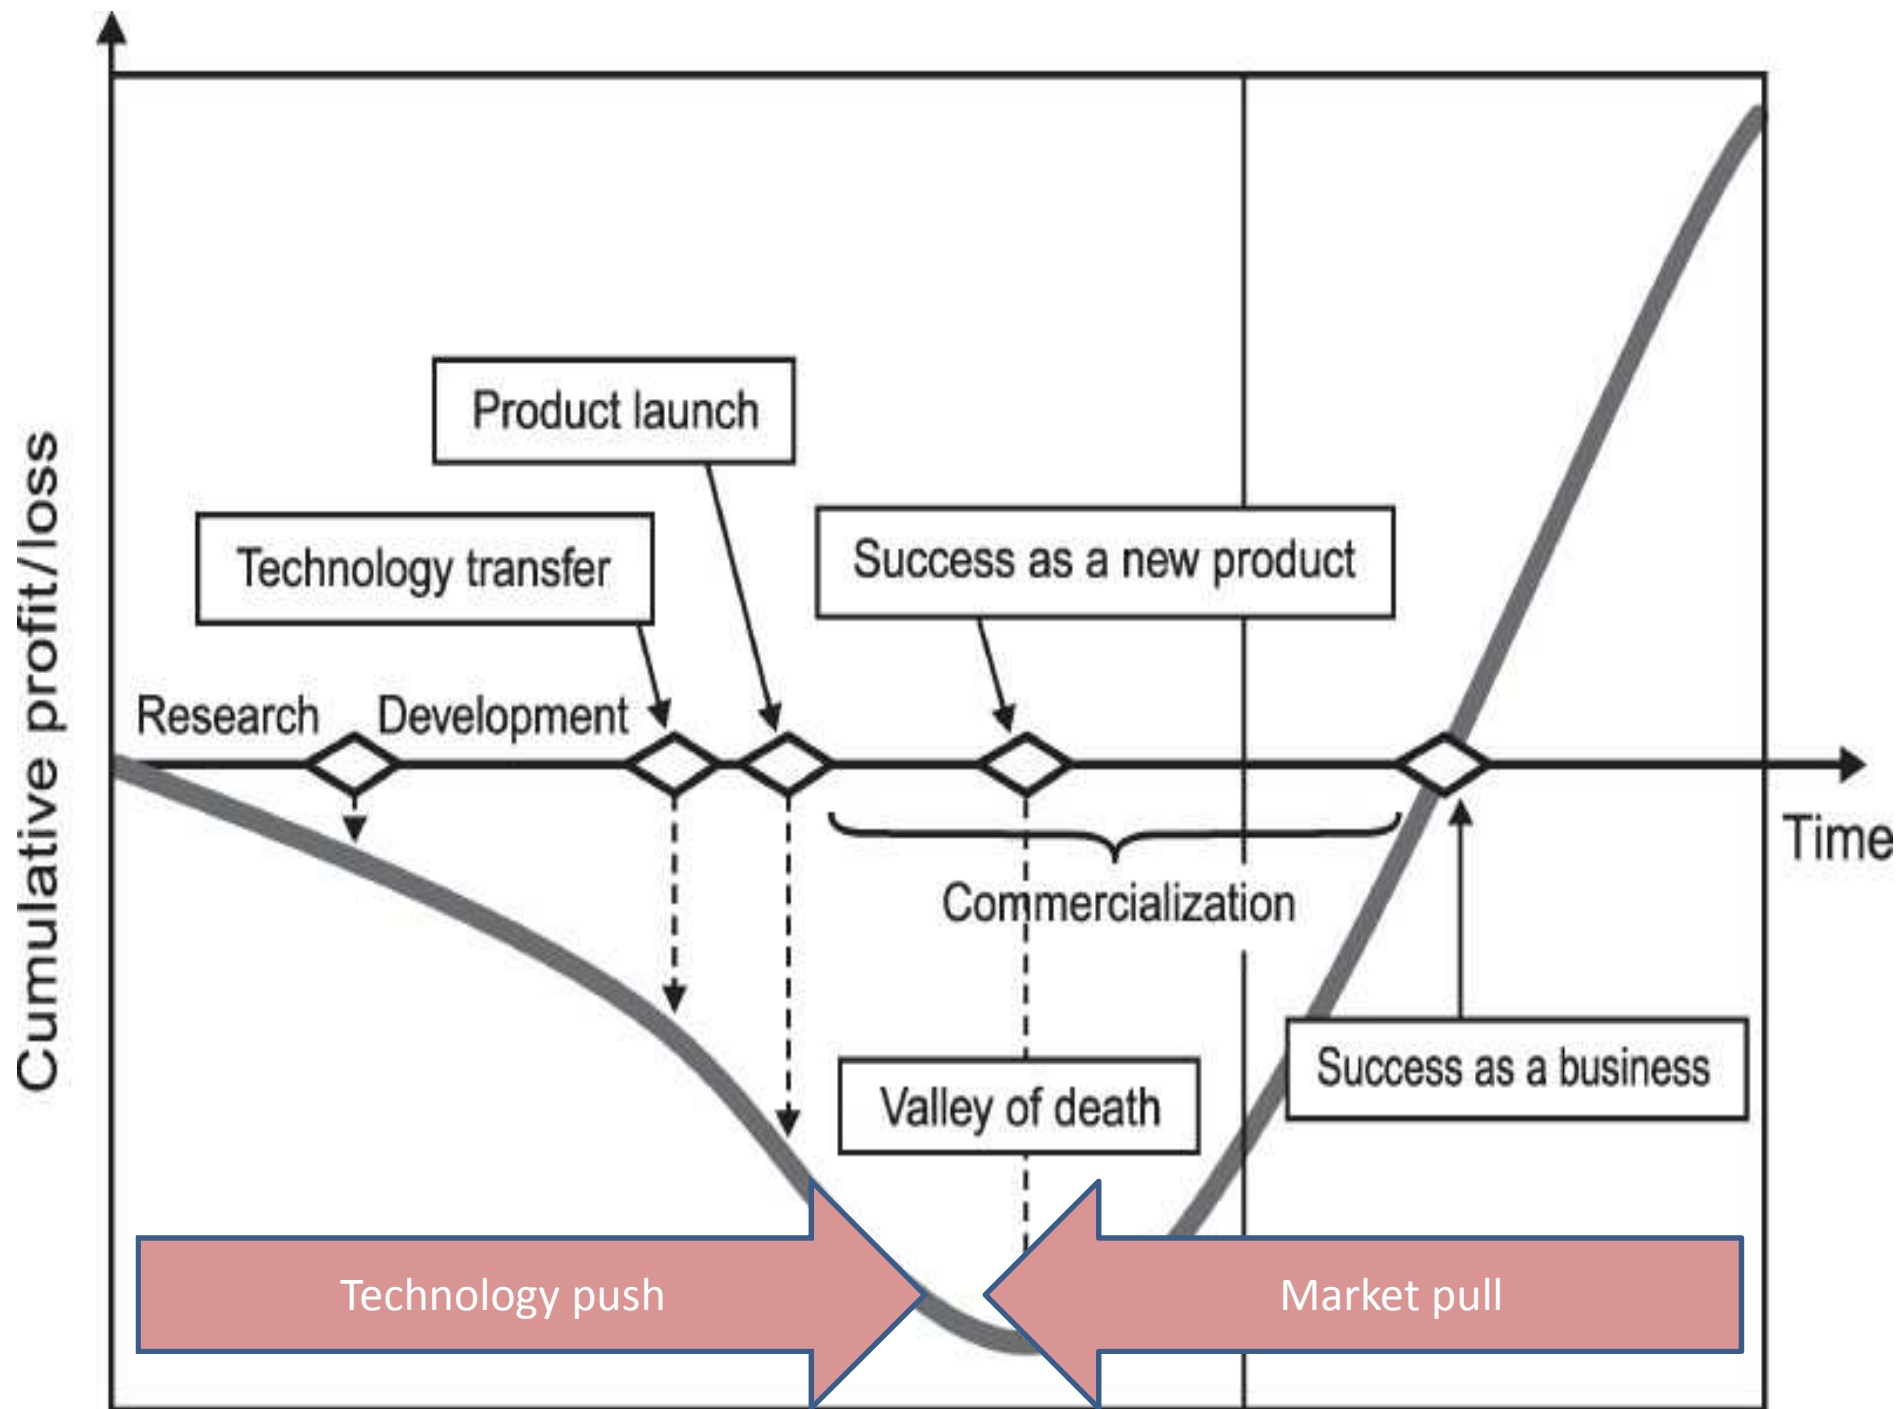 Product launch
Technology transfer
Success as a new product
Research
Development
Cumulative profit/loss
Time
Commercialization
Success as a business
Valley of death
Technology push
Market pull